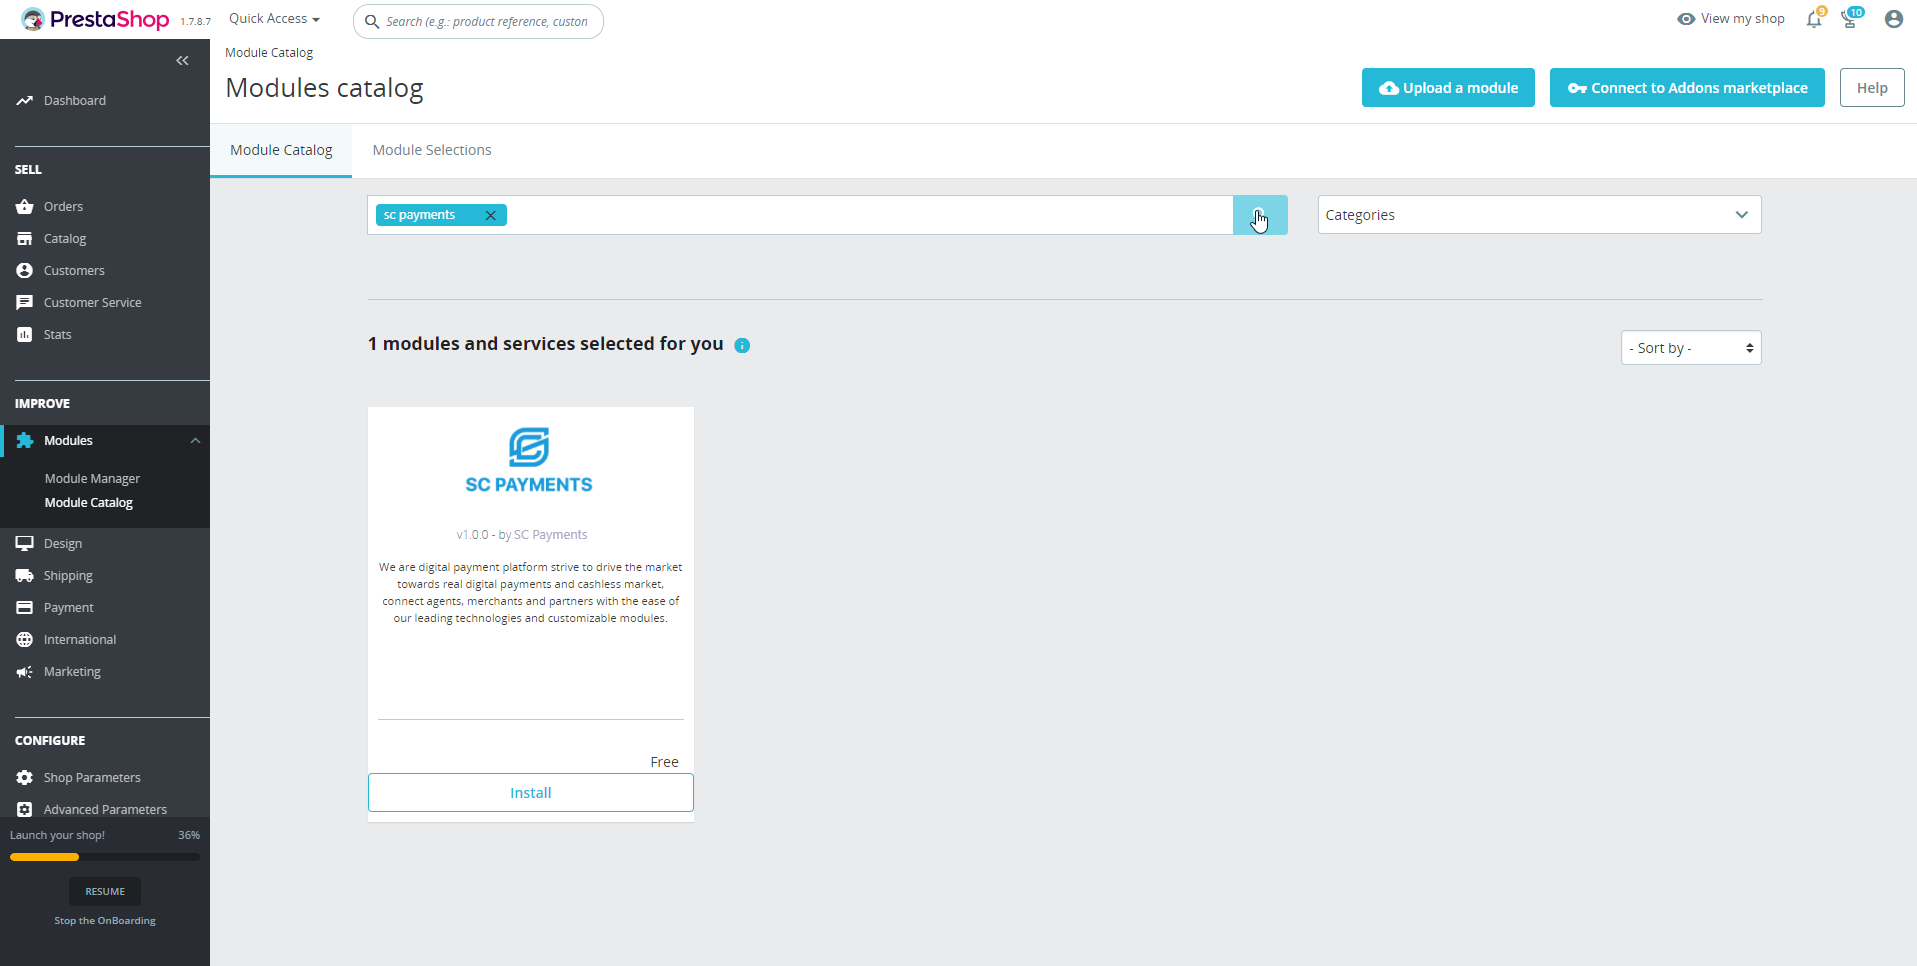 PrestaShop 1.7.8.7 Quick Access Search (e.g.: product reference, custon View my shop 9 10
Module Catalog
Modules catalog
Upload a module Connect to Addons marketplace Help
Module Catalog Module Selections
Dashboard
SELL
Orders
Catalog
Customers
Customer Service
Stats
IMPROVE
Modules
Module Manager
Module Catalog
Design
Shipping
Payment
International
Marketing
CONFIGURE
Shop Parameters
Advanced Parameters
Launch your shop! 36%
RESUME
Stop the OnBoarding
sc payments
Categories
1 modules and services selected for you
- Sort by -
SC PAYMENTS
v1.0.0 - by SC Payments
We are digital payment platform strive to drive the market
towards real digital payments and cashless market,
connect agents, merchants and partners with the ease of
our leading technologies and customizable modules.
Free
Install